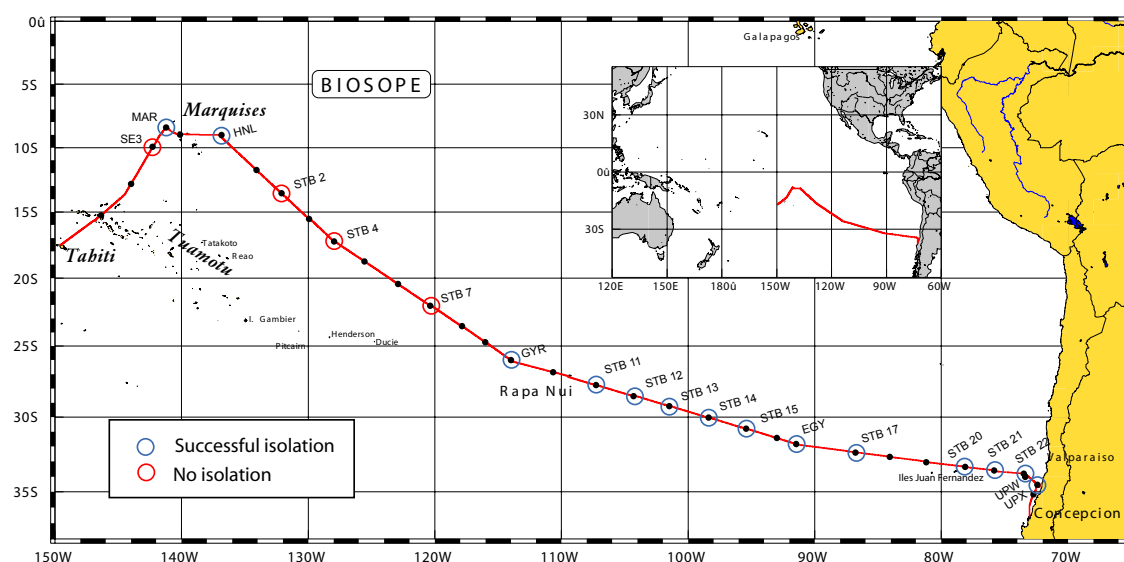 0û
5S
10S
15S
20S
25S
30S
35S
150W
140W
130W
120W
110W
100W
90W
80W
70W
BIOSOPE
Galapagos
Marquises
MAR
SE3
HNL
STB 2
STB 4
STB 7
GYR
STB 11
STB 12
STB 13
STB 14
STB 15
EGY
STB 17
STB 20
STB 21
STB 22
UPW
UPX
Tahiti
Tuamotu
Tatakoto
Reao
I. Gambier
Pitcairn
Henderson
Ducie
Rapa Nui
Iles Juan Fernandez
Valparaiso
Concepcion
30N
0û
30S
120E
150E
180û
150W
120W
90W
60W
Successful isolation
No isolation